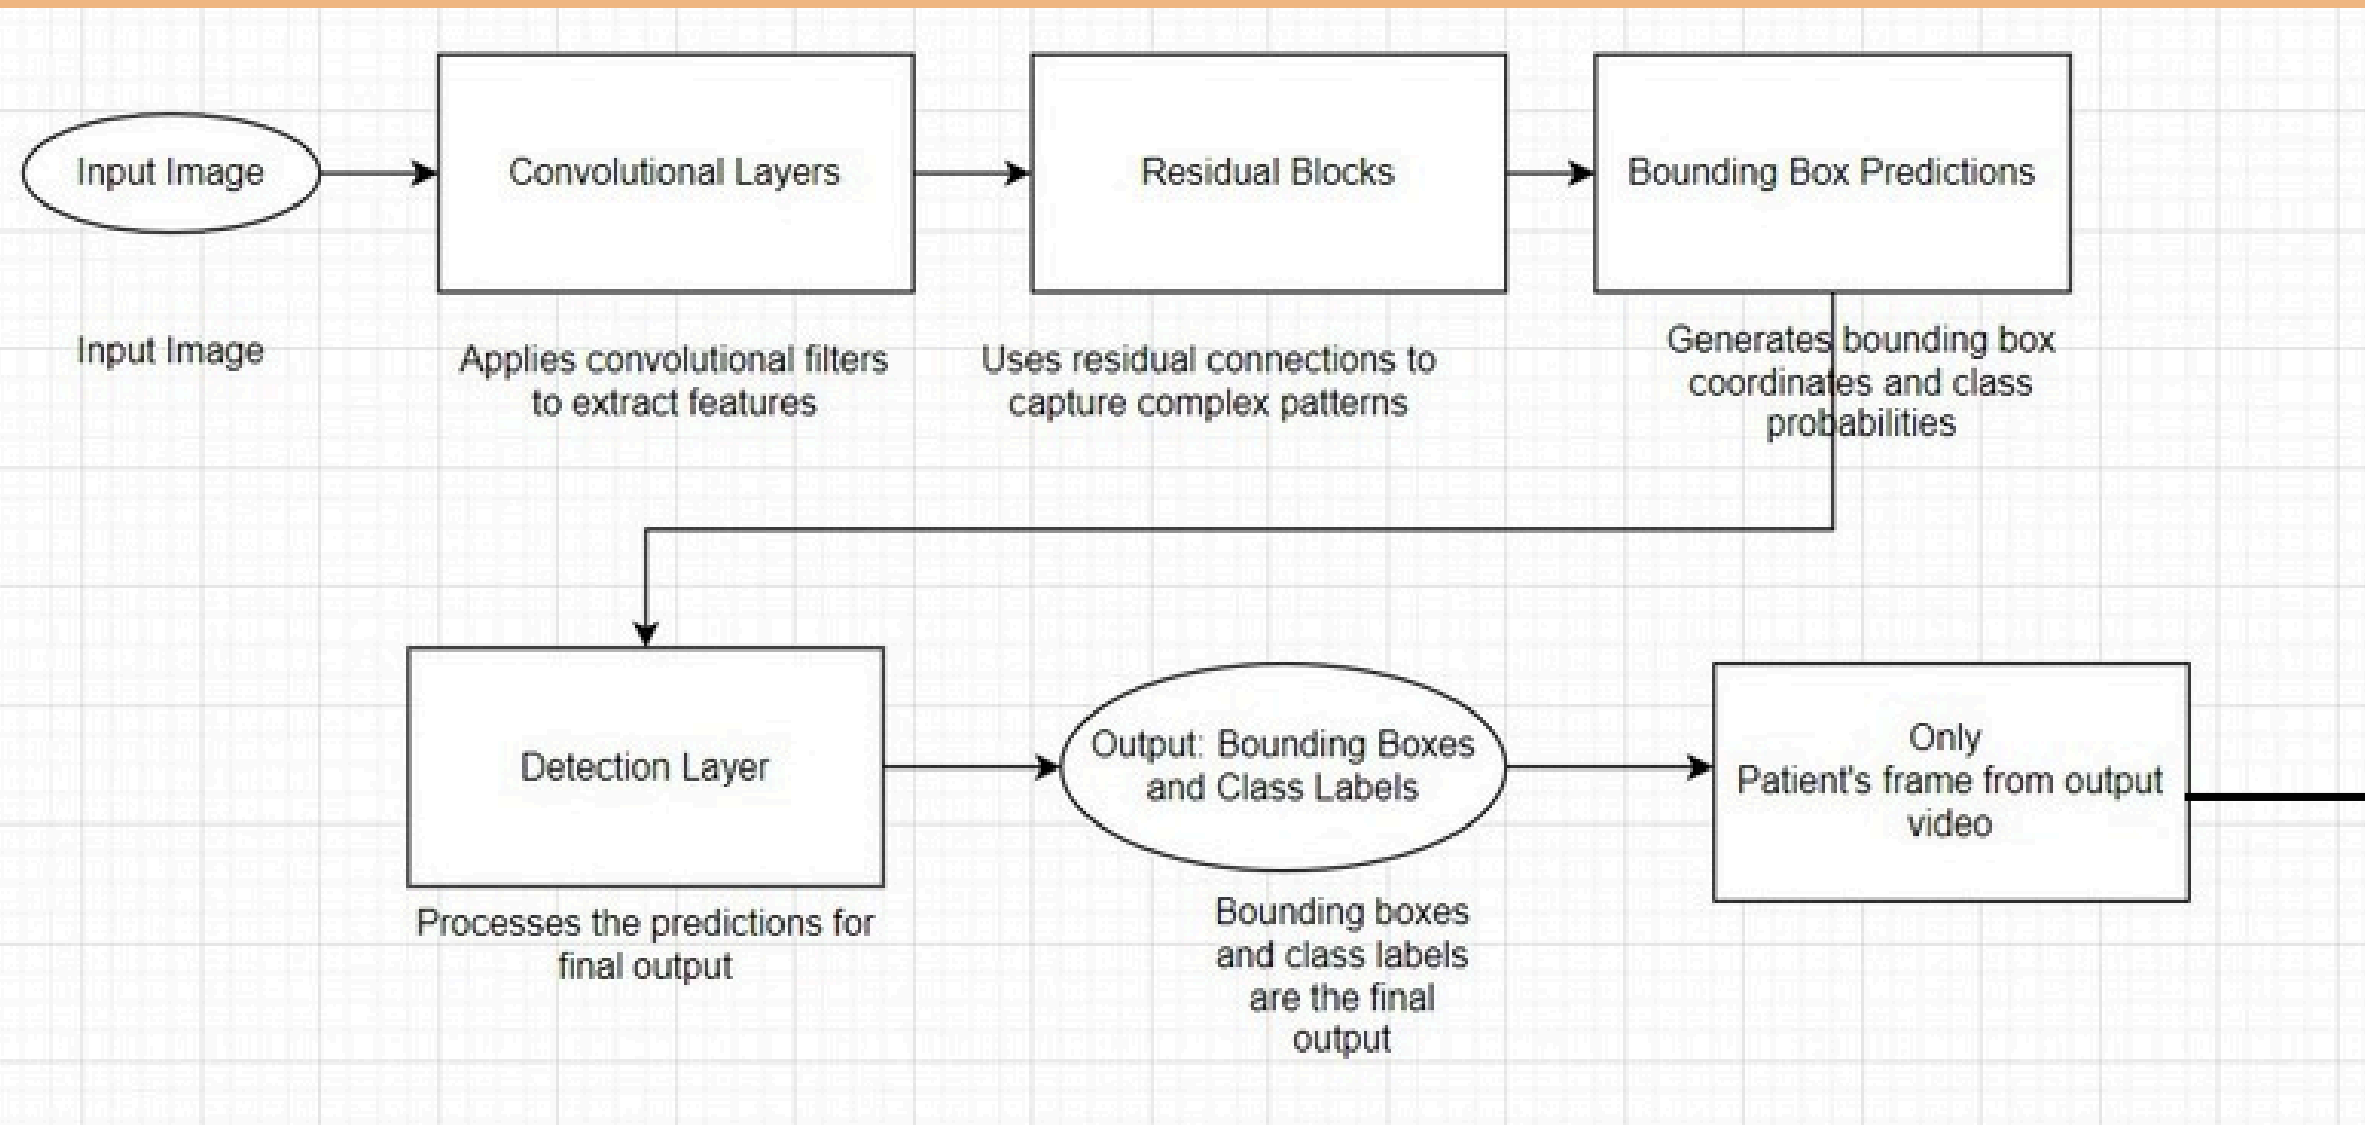 Input Image
Convolutional Layers
Residual Blocks
Bounding Box Predictions
Input Image
Applies convolutional filters
to extract features
Uses residual connections to
capture complex patterns
Generates bounding box
coordinates and class
probabilities
Detection Layer
Output: Bounding Boxes
and Class Labels
Only
Patient's frame from output
video
Processes the predictions for
final output
Bounding boxes
and class labels
are the final
output